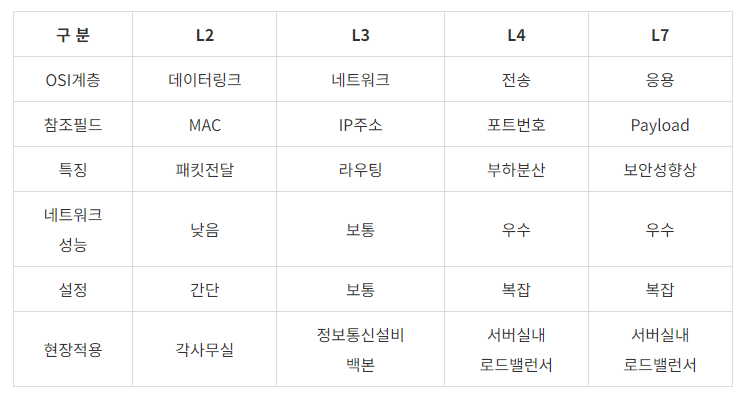 구 분 L2 L3 L4 L7
OSI계층 데이터링크 네트워크 전송 응용
참조필드 MAC IP주소 포트번호 Payload
특징 패킷전달 라우팅 부하분산 보안성향상
네트워크
성능 낮음 보통 우수 우수
설정 간단 보통 복잡 복잡
현장적용 각사무실 정보통신설비
백본 서버실내
로드밸런서 서버실내
로드밸런서